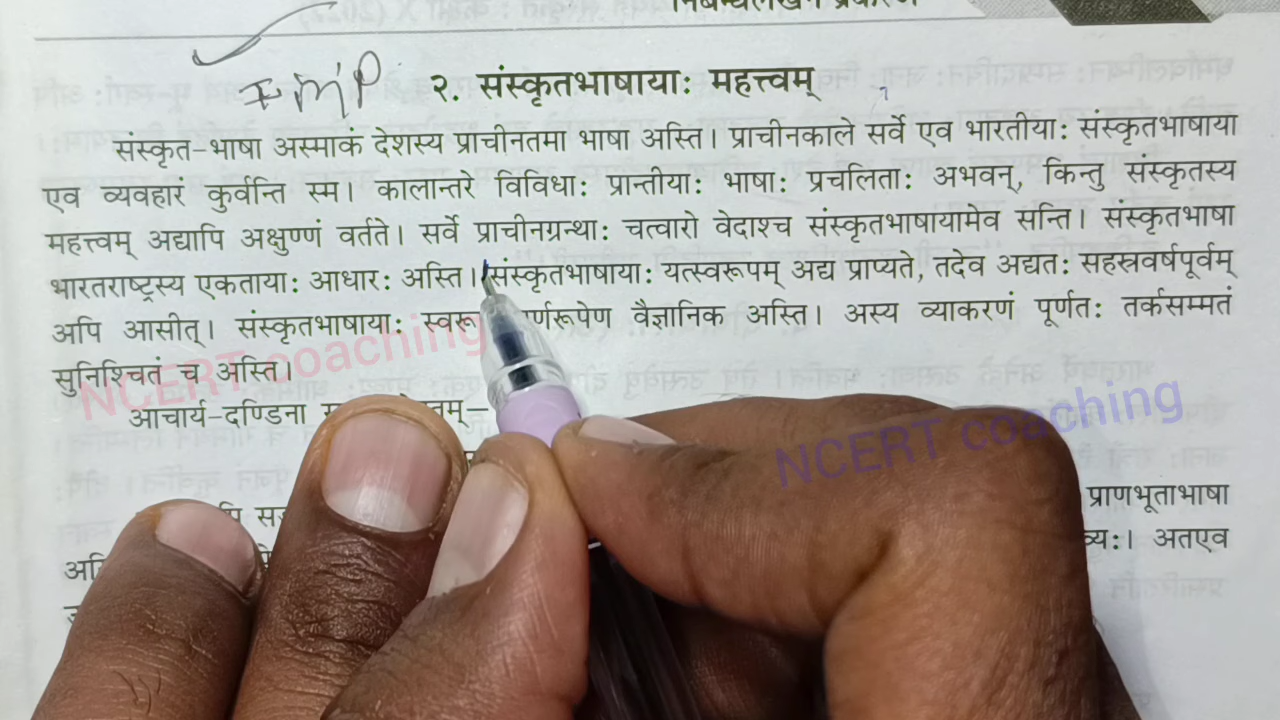 निबन्धलेखन प्रकरण
IMP
२. संस्कृतभाषायाः महत्त्वम्
संस्कृत-भाषा अस्माकं देशस्य प्राचीनतमा भाषा अस्ति। प्राचीनकाले सर्वे एव भारतीयाः संस्कृतभाषाया
एव व्यवहारं कुर्वन्ति स्म। कालान्तरे विविधाः प्रान्तीयाः भाषाः प्रचलिताः अभवन्, किन्तु संस्कृतस्य
महत्त्वम् अद्यापि अक्षुण्णं वर्तते। सर्वे प्राचीनग्रन्थाः चत्वारो वेदाश्च संस्कृतभाषायामेव सन्ति। संस्कृतभाषा
भारतराष्ट्रस्य एकतायाः आधारः अस्ति। संस्कृतभाषायाः यत्स्वरूपम् अद्य प्राप्यते, तदेव अद्यतः सहस्रवर्षपूर्वम्
अपि आसीत्। संस्कृतभाषायाः वैज्ञानिक अस्ति। अस्य व्याकरणं पूर्णतः तर्कसम्मतं
सुनिश्चितं च अस्ति।
आचार्य-दण्डिना
प्राणभूताभाषा
अतएव
NCERT coaching
NCERT coaching